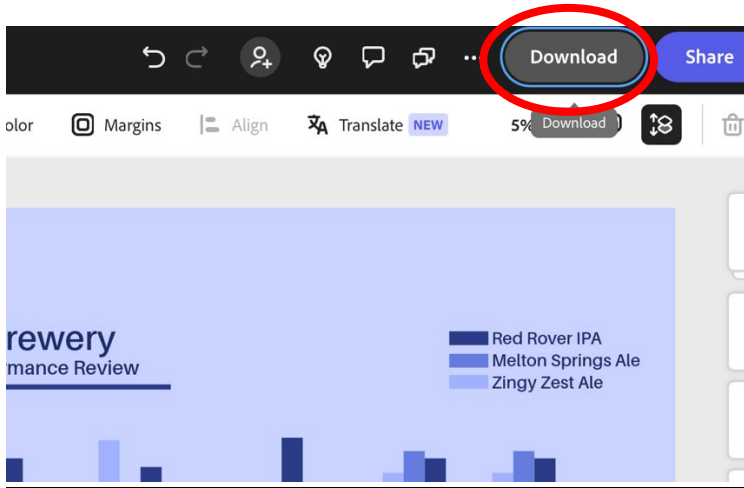 Download
Share
olor
Margins
Align
Translate NEW
5%
Download
rewery
rmance Review
Red Rover IPA
Melton Springs Ale
Zingy Zest Ale